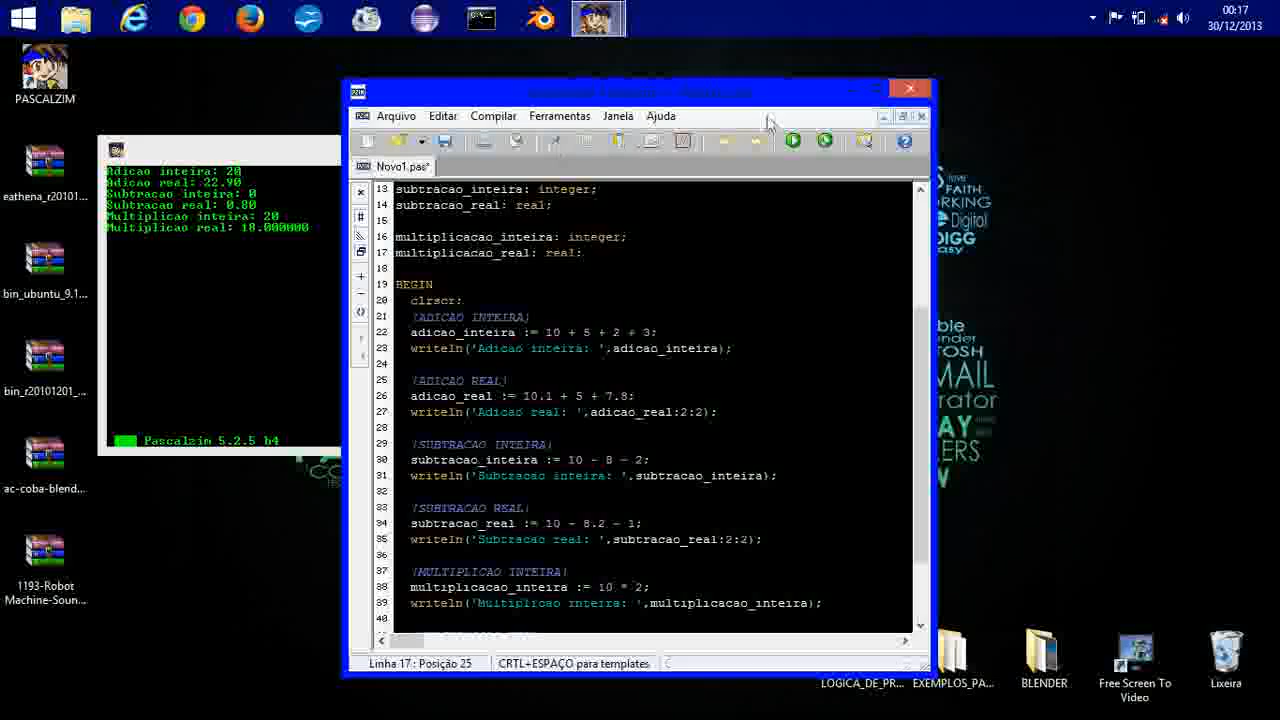 00:17
30/12/2013
PASCALZIM
eathena_r20101...
bin_ubuntu_9.1...
bin_r20101201_...
ac-coba-blend...
1193-Robot
Machine-Soun...
Adicao inteira: 20
Adicao real: 22.90
Subtracao inteira: 0
Subtracao real: 0.80
Multiplicao inteira: 20
Multiplicao real: 18.000000
Pascalzim 5.2.5 b4
Arquivo Editar Compilar Ferramentas Janela Ajuda
Novo1.pas*
13 subtracao_inteira: integer;
14 subtracao_real: real;
15
16 multiplicacao_inteira: integer;
17 multiplicacao_real: real;
18
19 BEGIN
20 clrscr;
21 {ADICAO INTEIRA}
22 adicao_inteira := 10 + 5 + 2 + 3;
23 writeln('Adicao inteira: ',adicao_inteira);
24
25 {ADICAO REAL}
26 adicao_real := 10.1 + 5 + 7.8;
27 writeln('Adicao real: ',adicao_real:2:2);
28
29 {SUBTRACAO INTEIRA}
30 subtracao_inteira := 10 - 8 - 2;
31 writeln('Subtracao inteira: ',subtracao_inteira);
32
33 {SUBTRACAO REAL}
34 subtracao_real := 10 - 8.2 - 1;
35 writeln('Subtracao real: ',subtracao_real:2:2);
36
37 {MULTIPLICAO INTEIRA}
38 multiplicacao_inteira := 10 * 2;
39 writeln('Multiplicao inteira: ',multiplicacao_inteira);
40
Linha 17 : Posição 25 CRTL+ESPAÇO para templates
FAITH
WORKING
Digital
DIGG
easy
TOSH
MAIL
LOGICA_DE_PR...
EXEMPLOS_PA...
BLENDER
Free Screen To
Video
Lixeira